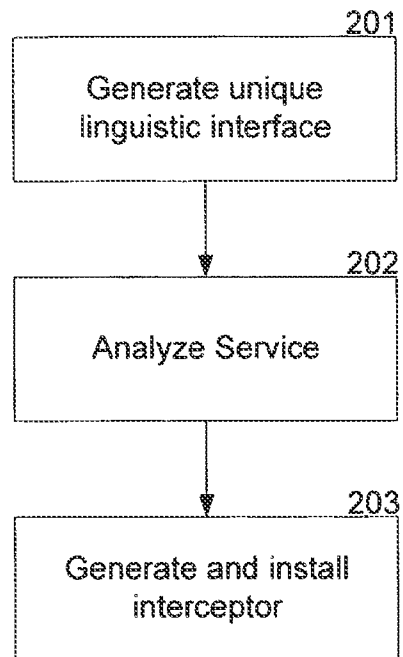 201
Generate unique
linguistic interface
202
Analyze Service
203
Generate and install
interceptor